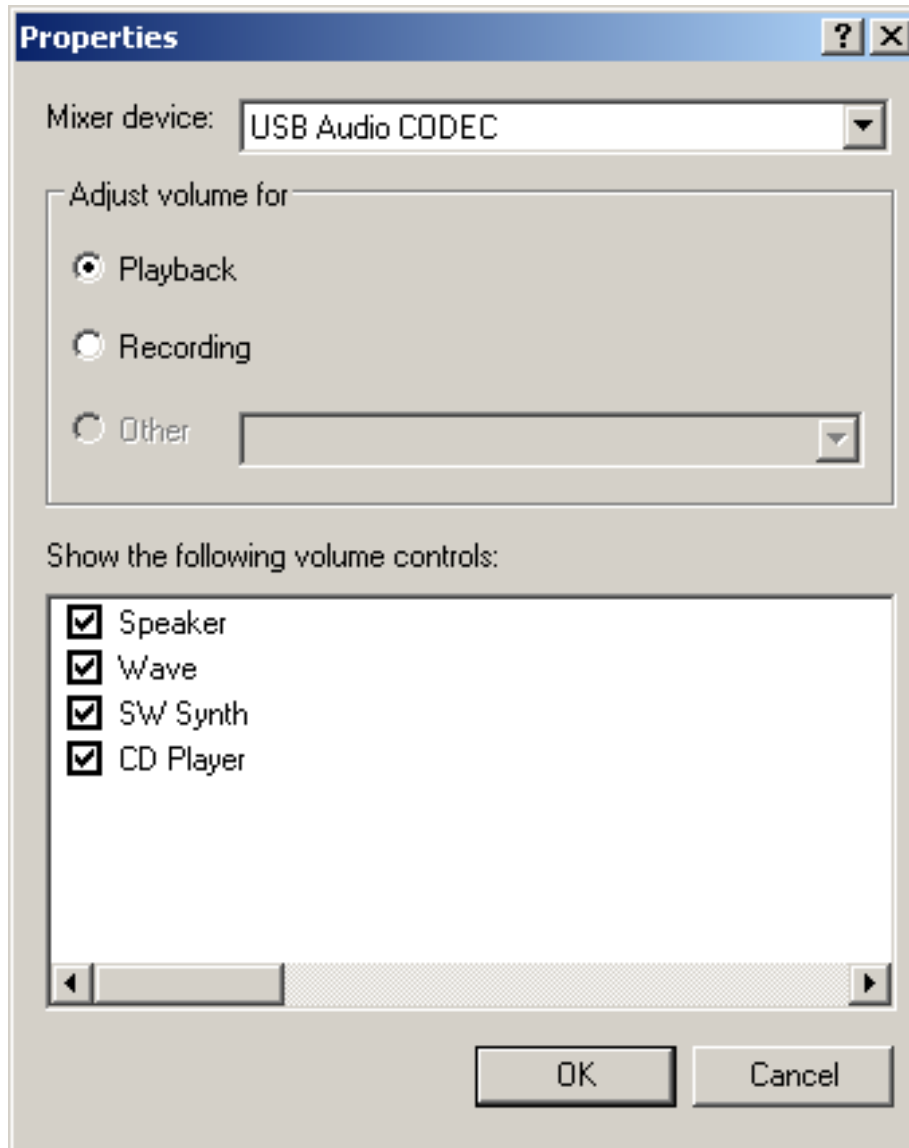 Properties
Mixer device: USB Audio CODEC
Adjust volume for
Playback
Recording
Other
Show the following volume controls:
Speaker
Wave
SW Synth
CD Player
OK Cancel